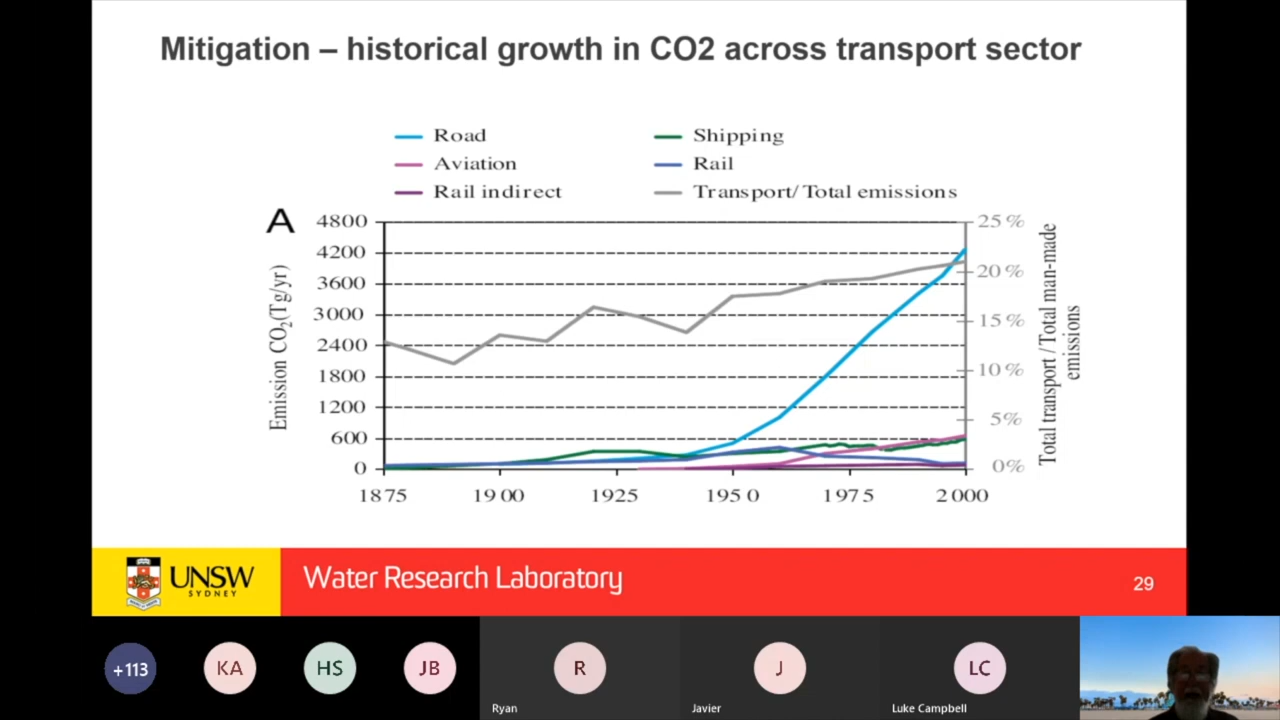 Mitigation – historical growth in CO2 across transport sector
Road
Shipping
Aviation
Rail
Rail indirect
Transport/ Total emissions
A
4800
4200
3600
3000
2400
1800
1200
600
0
Emission CO2(Tg/yr)
25%
20%
15%
10%
5%
0%
Total transport / Total man-made
emissions
1875
1900
1925
1950
1975
2000
UNSW
SYDNEY
Water Research Laboratory
29
+113
KA
HS
JB
R
J
LC
Ryan
Javier
Luke Campbell